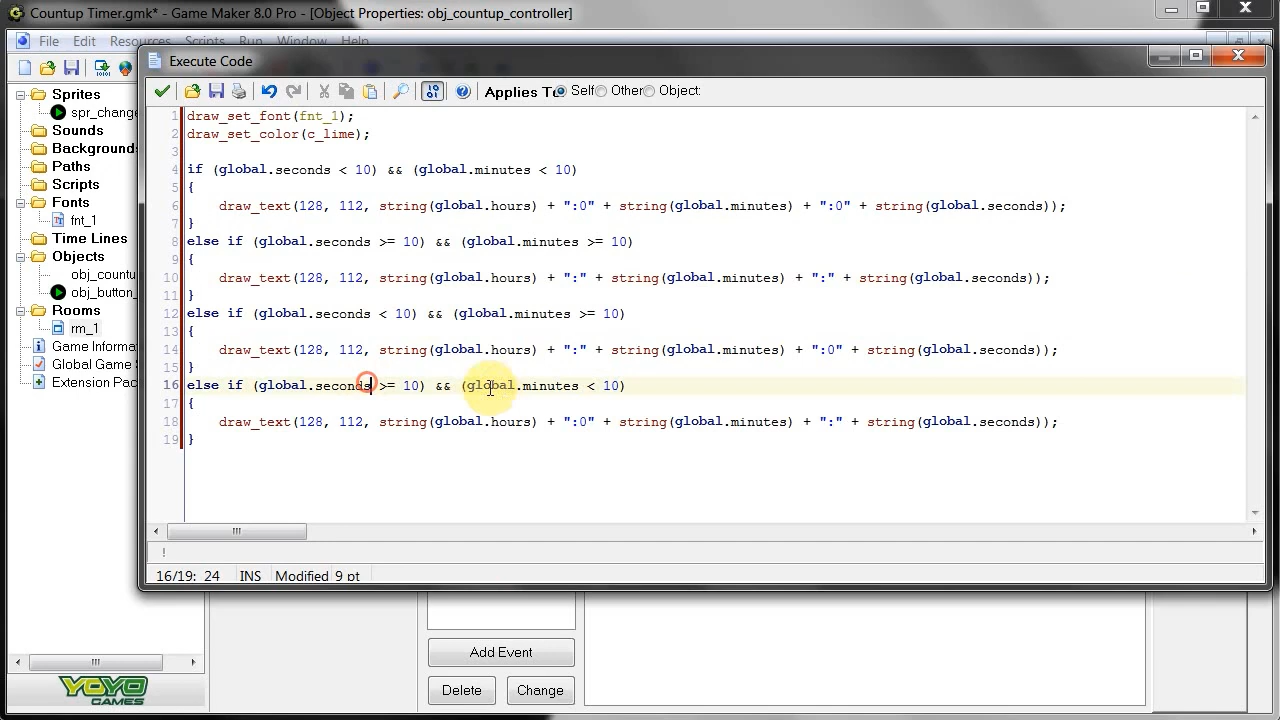 Countup Timer.gmk* - Game Maker 8.0 Pro - [Object Properties: obj_countup_controller]
File Edit Resources Scripts Run Window Help
Execute Code
Applies To Self Other Object:
Sprites
spr_change
Sounds
Backgrounds
Paths
Scripts
Fonts
fnt_1
Time Lines
Objects
obj_countu
obj_button_
Rooms
rm_1
Game Informa
Global Game S
Extension Pac
1 draw_set_font(fnt_1);
2 draw_set_color(c_lime);
3
4 if (global.seconds < 10) && (global.minutes < 10)
5 {
6 draw_text(128, 112, string(global.hours) + ":0" + string(global.minutes) + ":0" + string(global.seconds));
7 }
8 else if (global.seconds >= 10) && (global.minutes >= 10)
9 {
10 draw_text(128, 112, string(global.hours) + ":" + string(global.minutes) + ":" + string(global.seconds));
11 }
12 else if (global.seconds < 10) && (global.minutes >= 10)
13 {
14 draw_text(128, 112, string(global.hours) + ":" + string(global.minutes) + ":0" + string(global.seconds));
15 }
16 else if (global.seconds >= 10) && (global.minutes < 10)
17 {
18 draw_text(128, 112, string(global.hours) + ":0" + string(global.minutes) + ":" + string(global.seconds));
19 }
!
16/19: 24 INS Modified 9 pt
Add Event
Delete Change
YOYO
GAMES